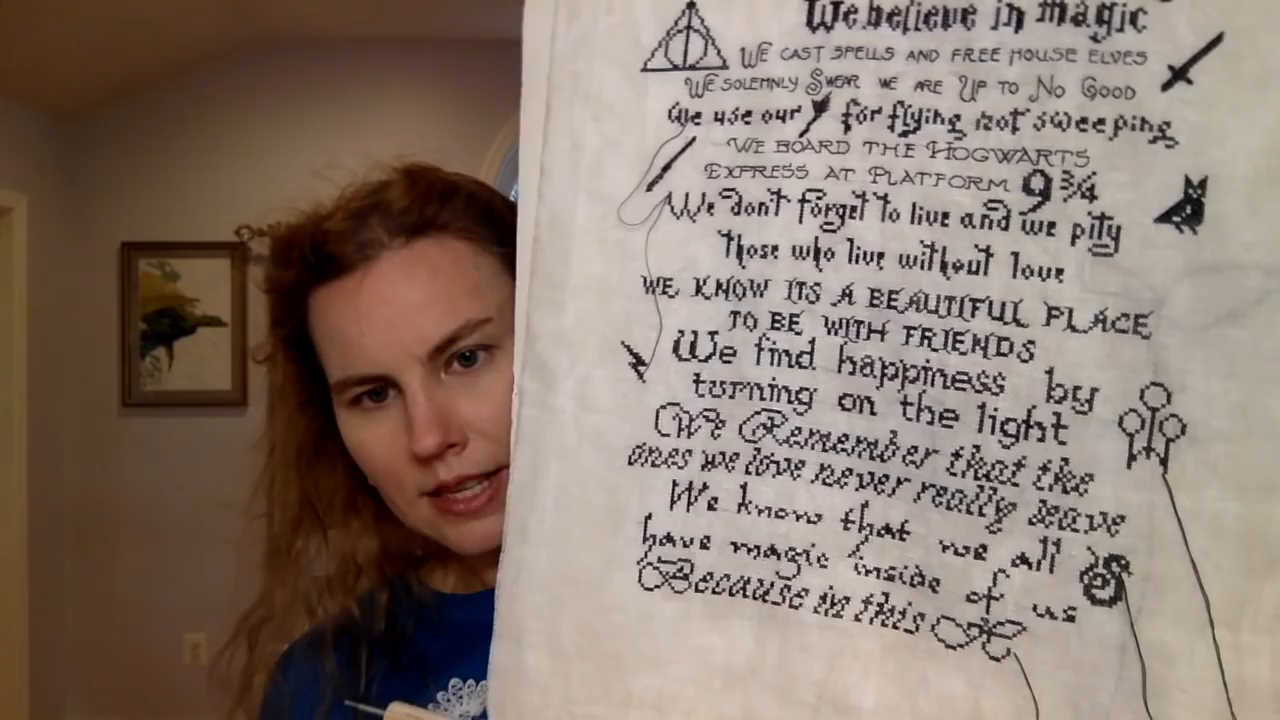 We believe in magic
We cast spells and free house elves
We solemnly Swear we are Up to No Good
We use our for flying not sweeping
We board the Hogwarts
Express at Platform 9 3/4
We don't forget to live and we pity
those who live without love
WE KNOW ITS A BEAUTIFUL PLACE
TO BE WITH FRIENDS
We find happiness by
turning on the light
We Remember that the
ones we love never really leave
We know that we all
have magic inside of us
Because in this H